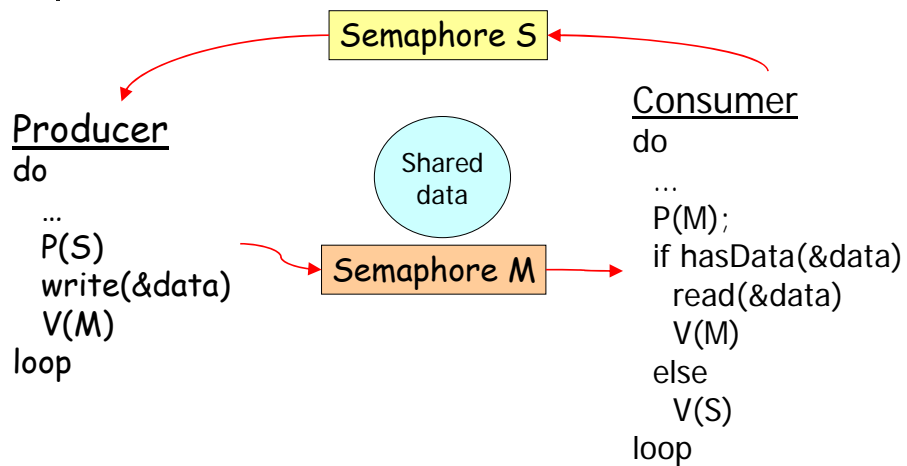 Semaphore S
Producer
do
...
P(S)
write(&data)
V(M)
loop
Shared
data
Semaphore M
Consumer
do
...
P(M);
if hasData(&data)
read(&data)
V(M)
else
V(S)
loop